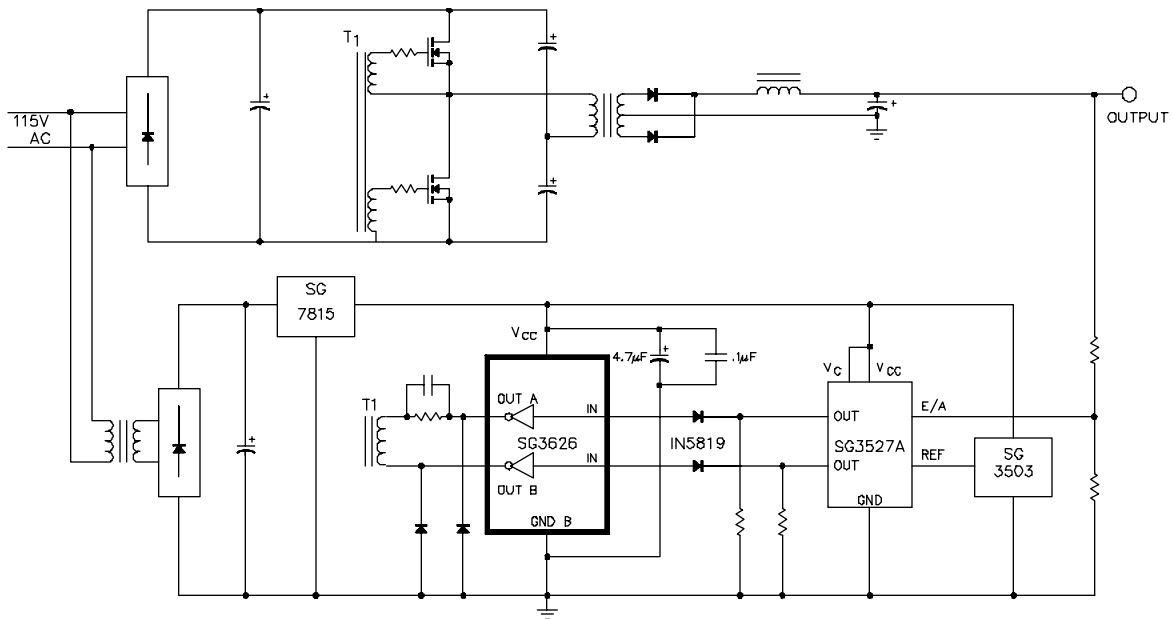 T1
115V
AC
OUTPUT
SG
7815
VCC
4.7µF
.1µF
VC
VCC
T1
OUT A
IN
OUT
E/A
SG3626
IN5819
SG3527A
IN
OUT
REF
SG
3503
OUT B
GND
GND B